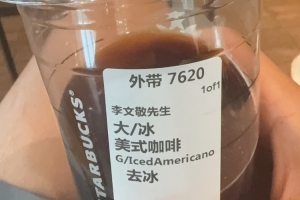 STARBUCKS
外带 7620
1of1
李文敬先生
大/冰
美式咖啡
G/IcedAmericano
去冰